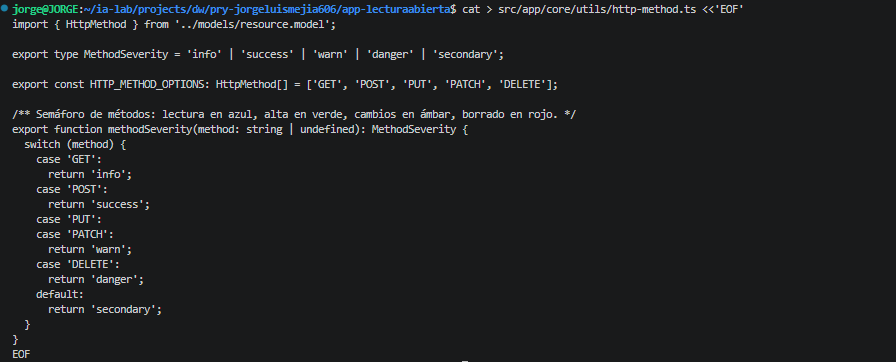 jorge@JORGE:~/ia-lab/projects/dw/pry-jorgeluismejia606/app-lecturaabierta$ cat > src/app/core/utils/http-method.ts <<'EOF'
import { HttpMethod } from '../models/resource.model';

export type MethodSeverity = 'info' | 'success' | 'warn' | 'danger' | 'secondary';

export const HTTP_METHOD_OPTIONS: HttpMethod[] = ['GET', 'POST', 'PUT', 'PATCH', 'DELETE'];

/** Semáforo de métodos: lectura en azul, alta en verde, cambios en ámbar, borrado en rojo. */
export function methodSeverity(method: string | undefined): MethodSeverity {
  switch (method) {
    case 'GET':
      return 'info';
    case 'POST':
      return 'success';
    case 'PUT':
    case 'PATCH':
      return 'warn';
    case 'DELETE':
      return 'danger';
    default:
      return 'secondary';
  }
}
EOF